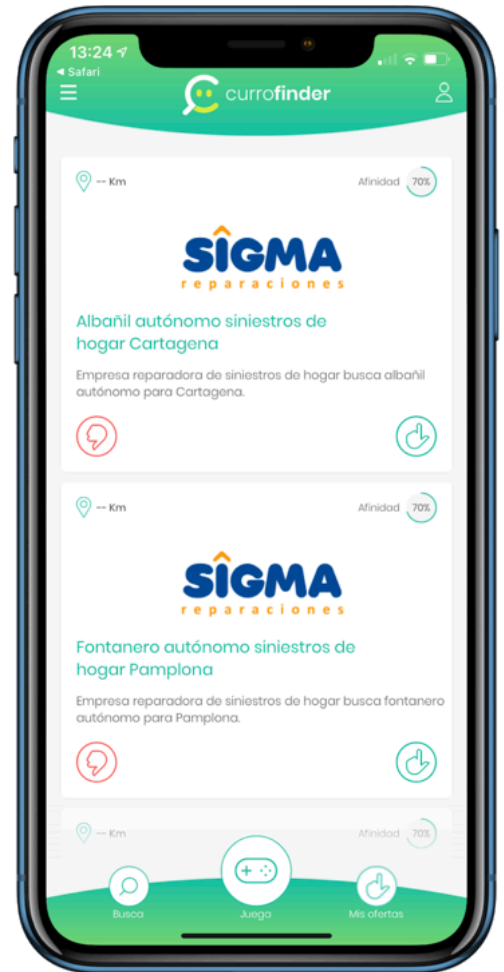 13:24
◀ Safari
currofinder
-- Km
Afinidad 70%
SÎGMA
reparaciones
Albañil autónomo siniestros de
hogar Cartagena
Empresa reparadora de siniestros de hogar busca albañil
autónomo para Cartagena.
-- Km
Afinidad 70%
SÎGMA
reparaciones
Fontanero autónomo siniestros de
hogar Pamplona
Empresa reparadora de siniestros de hogar busca fontanero
autónomo para Pamplona.
-- Km
Afinidad 70%
Busca
Juega
Mis ofertas